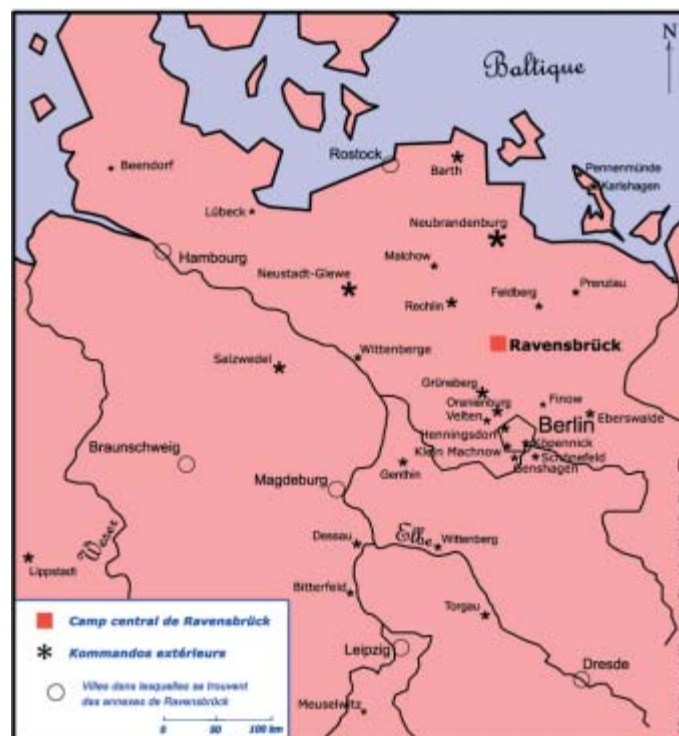 N
Baltique
Rostock
Barth
Pennemünde
Karlshagen
Beendorf
Lübeck
Neubrandenburg
Hambourg
Malchow
Neustadt-Glewe
Rechlin
Feldberg
Prenzlau
Ravensbrück
Wittenberge
Salzwedel
Grüneberg
Oranienburg
Finow
Velten
Berlin
Eberswalde
Henningsdorf
Köpennick
Braunschweig
Klein Machnow
Schönefeld
Genthin
Genshagen
Magdeburg
Weser
Dessau
Elbe
Wittenberg
Lippstadt
Bitterfeld
Torgau
Camp central de Ravensbrück
Kommandos extérieurs
Leipzig
Dresde
Villes dans lesquelles se trouvent
des annexes de Ravensbrück
Meuselwitz
0 50 100 km